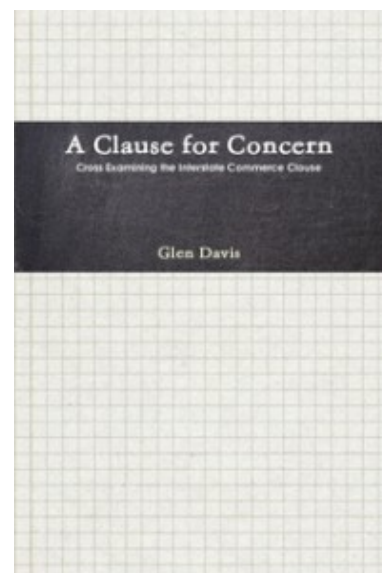 A Clause for Concern
Cross Examining the Interstate Commerce Clause
Glen Davis